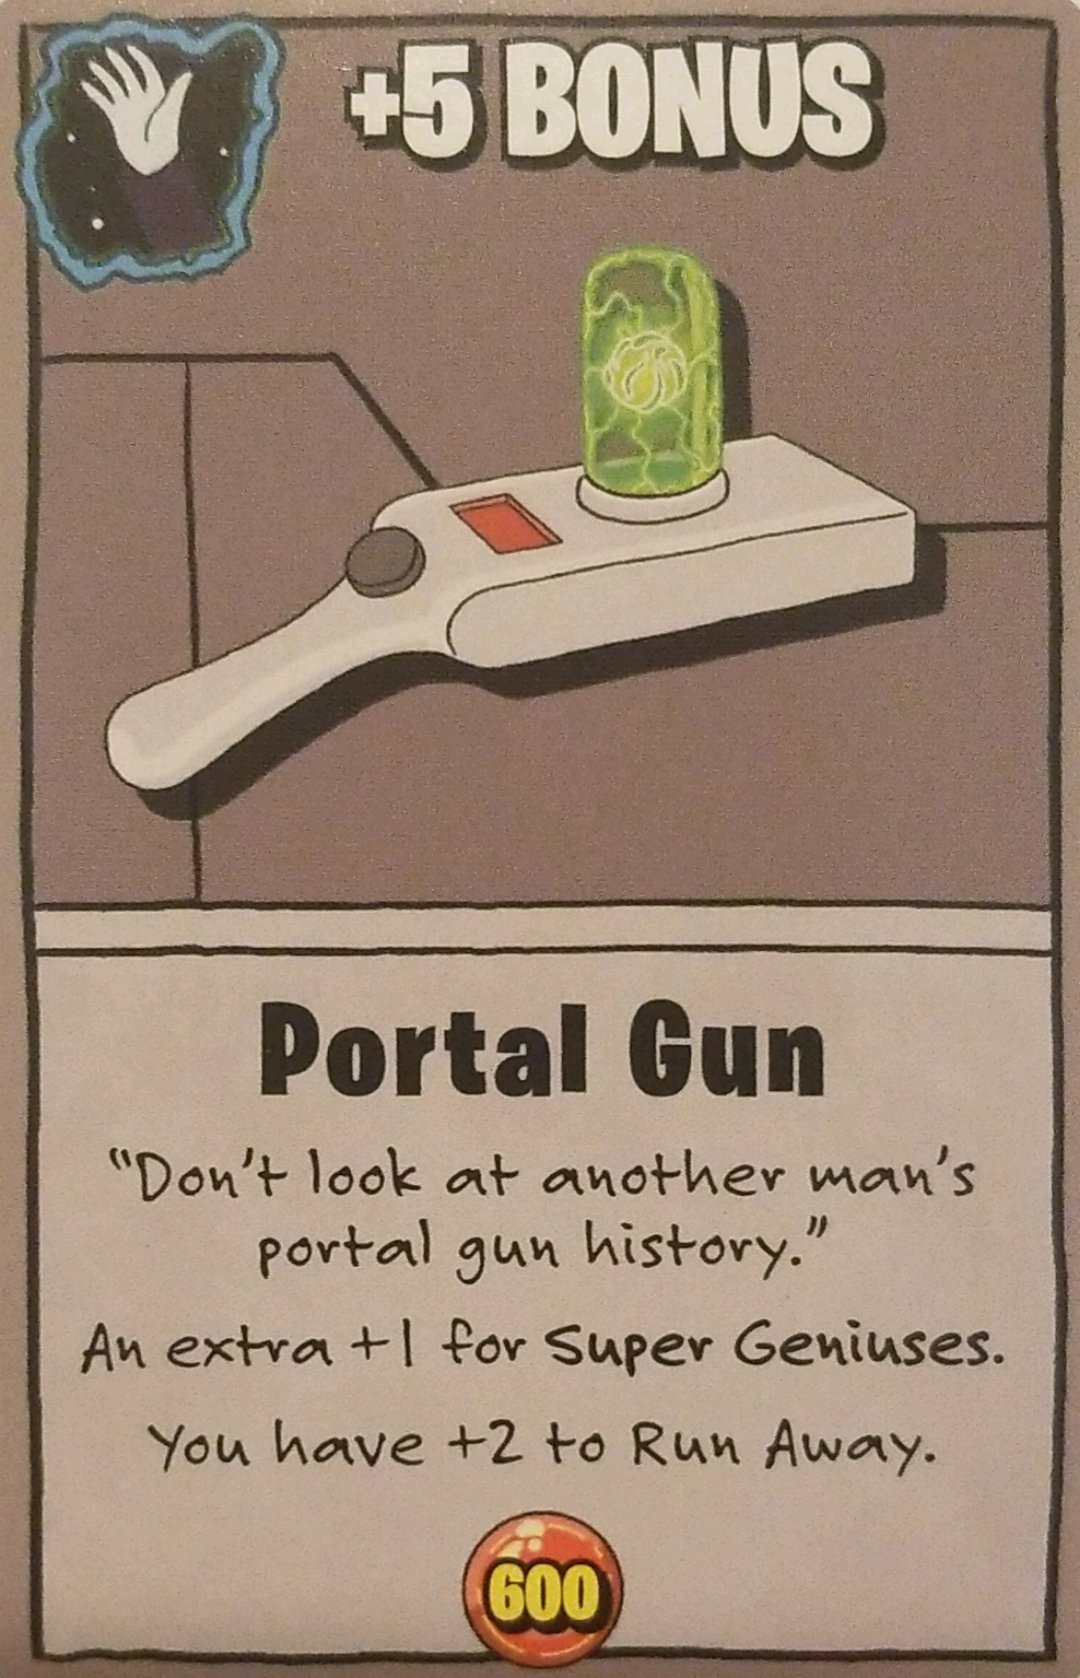 +5 BONUS
Portal Gun
"Don't look at another man's
portal gun history."
An extra +1 for Super Geniuses.
You have +2 to Run Away.
600